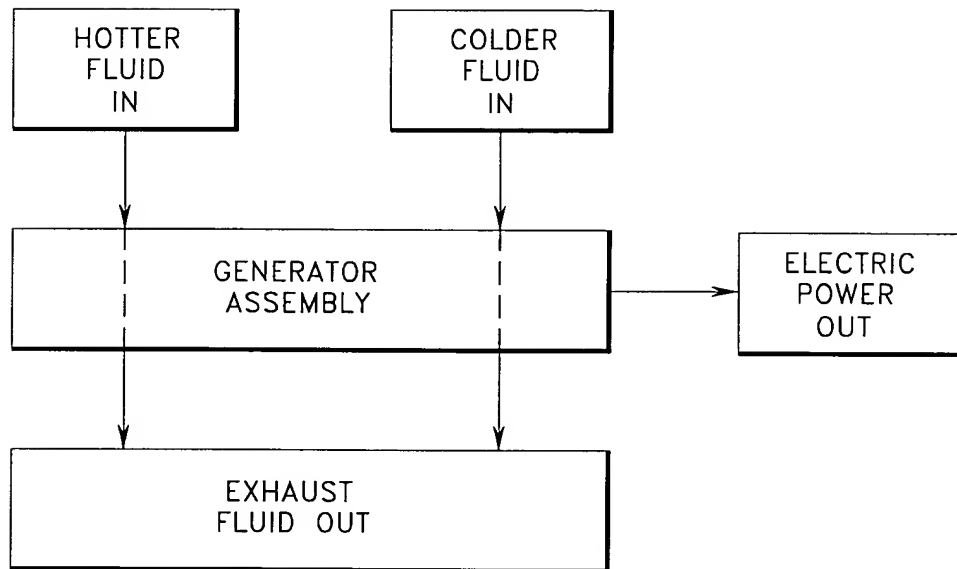 HOTTER
FLUID
IN
COLDER
FLUID
IN
GENERATOR
ASSEMBLY
ELECTRIC
POWER
OUT
EXHAUST
FLUID OUT